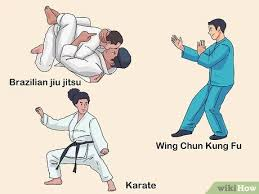 Brazilian jiu jitsu
Wing Chun Kung Fu
Karate
wikiHow